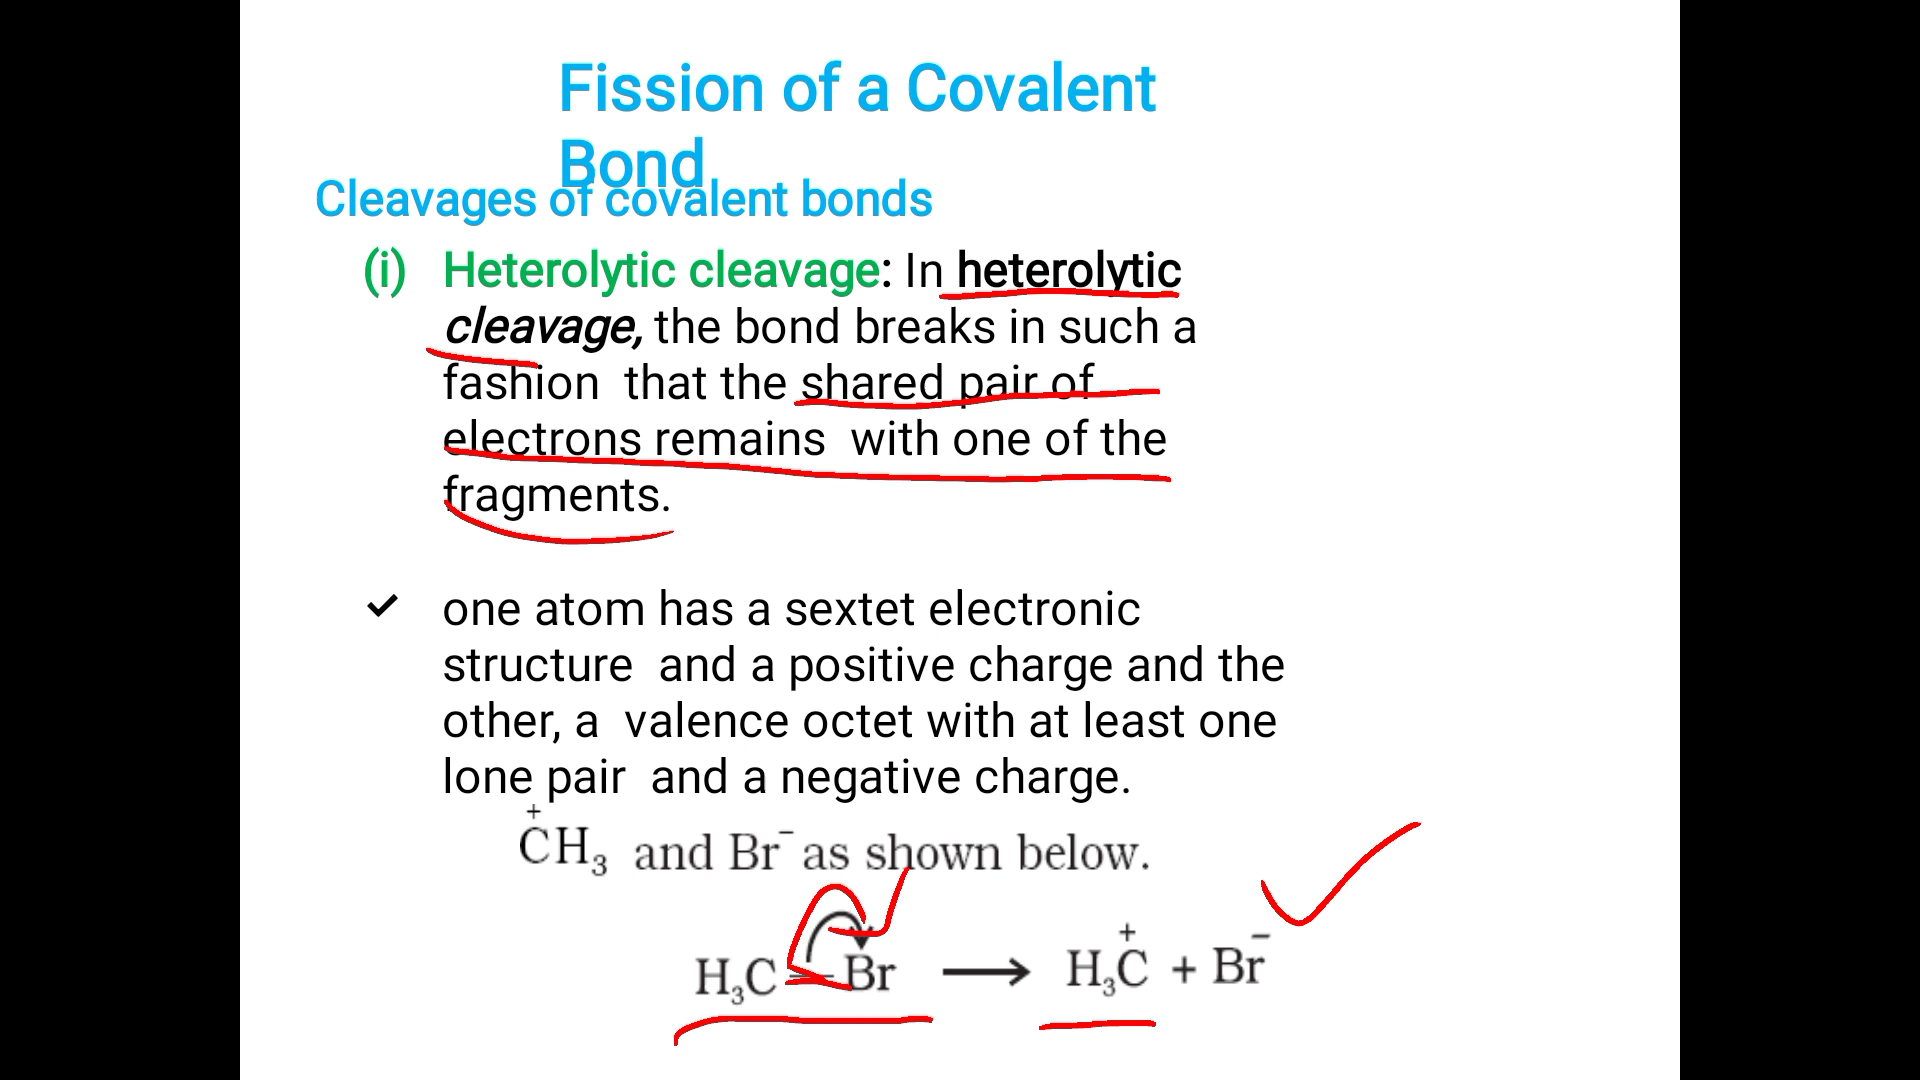 Fission of a Covalent
Bond
Cleavages of covalent bonds
(i) Heterolytic cleavage: In heterolytic
cleavage, the bond breaks in such a
fashion that the shared pair of
electrons remains with one of the
fragments.
✓ one atom has a sextet electronic
structure and a positive charge and the
other, a valence octet with at least one
lone pair and a negative charge.
C⁺H₃ and Br⁻ as shown below.
H₃C — Br ⟶ H₃C⁺ + Br⁻